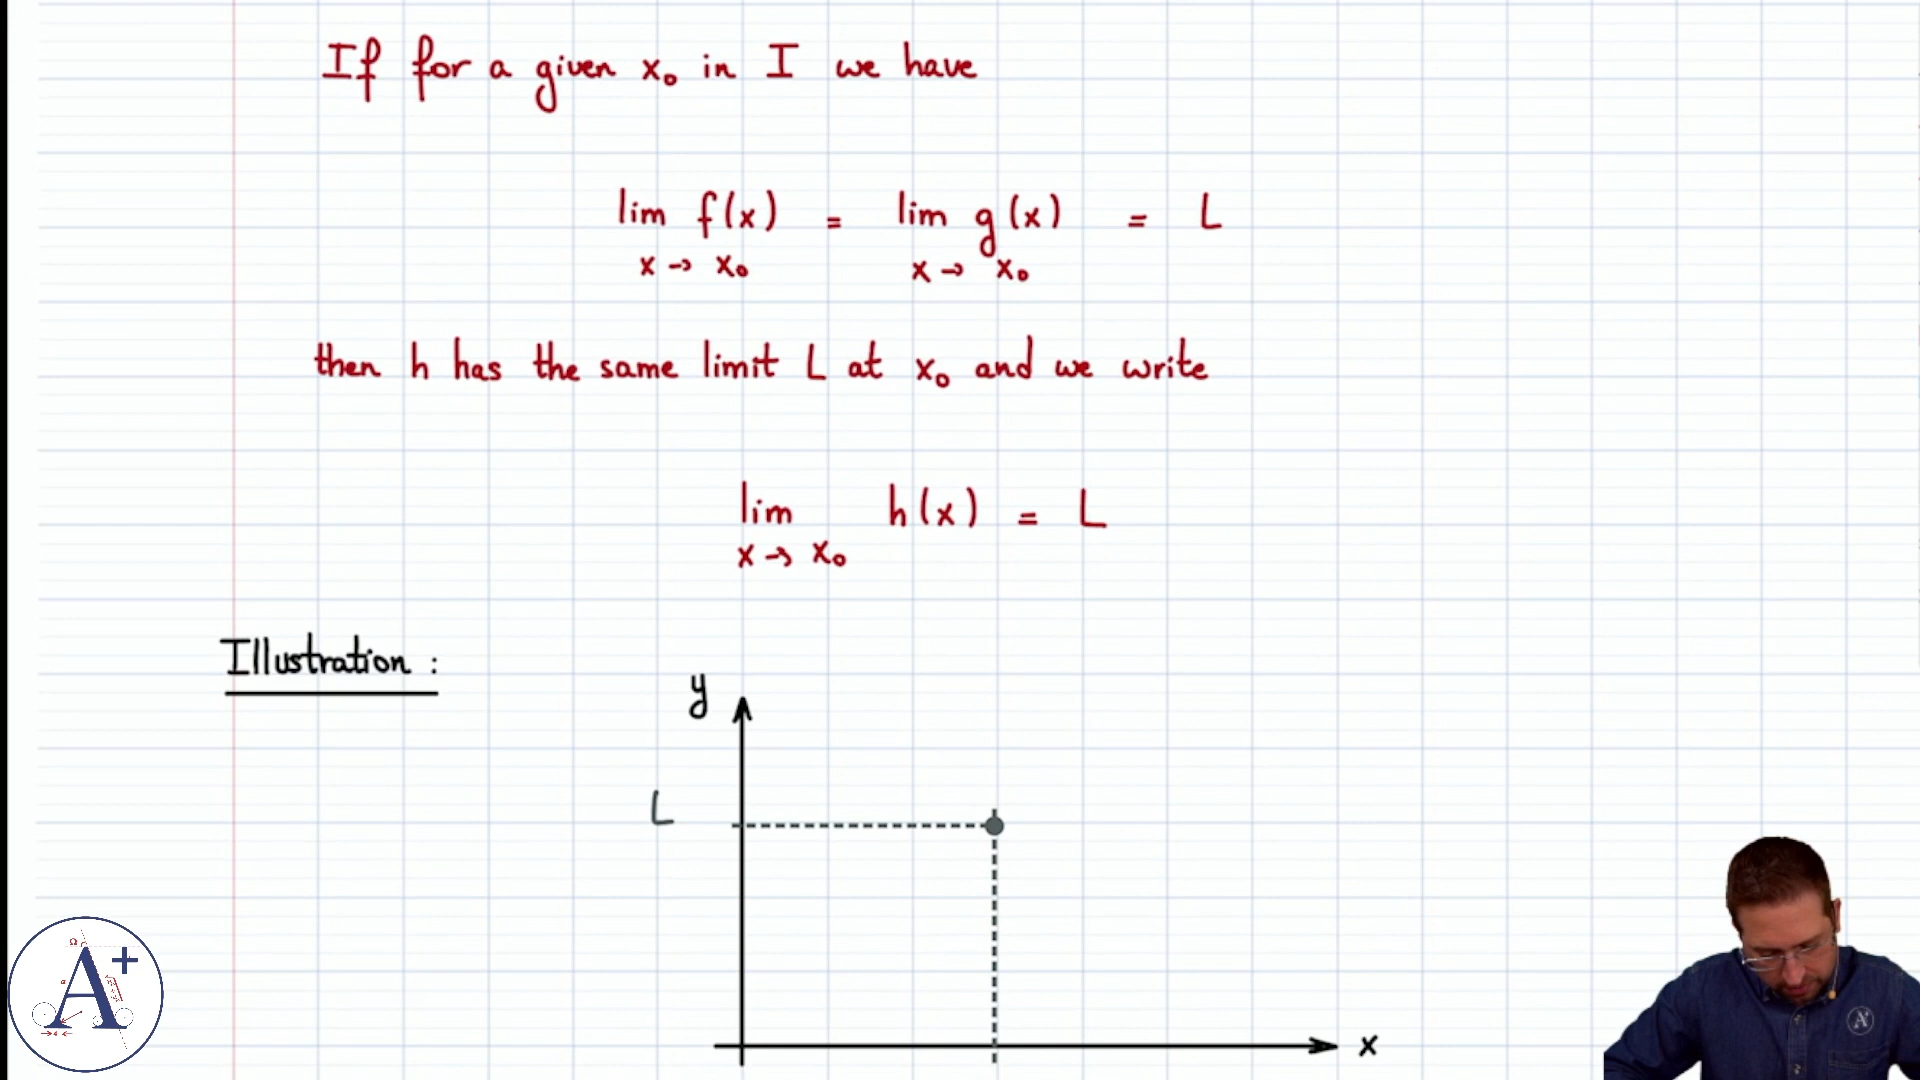 If for a given x₀ in I we have
lim f(x) = lim g(x) = L
x → x₀ x → x₀
then h has the same limit L at x₀ and we write
lim h(x) = L
x → x₀
Illustration :
y
L
x
A+
A